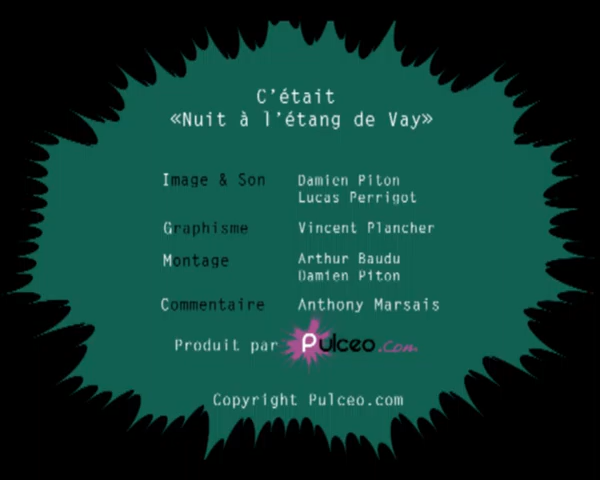 C'était
«Nuit à l'étang de Vay»
Image & Son Damien Piton
Lucas Perrigot
Graphisme Vincent Plancher
Montage Arthur Baudu
Damien Piton
Commentaire Anthony Marsais
Produit par Pulceo.com
Copyright Pulceo.com